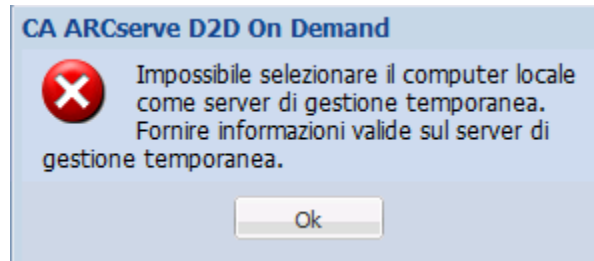 CA ARCserve D2D On Demand
Impossibile selezionare il computer locale
come server di gestione temporanea.
Fornire informazioni valide sul server di
gestione temporanea.
Ok